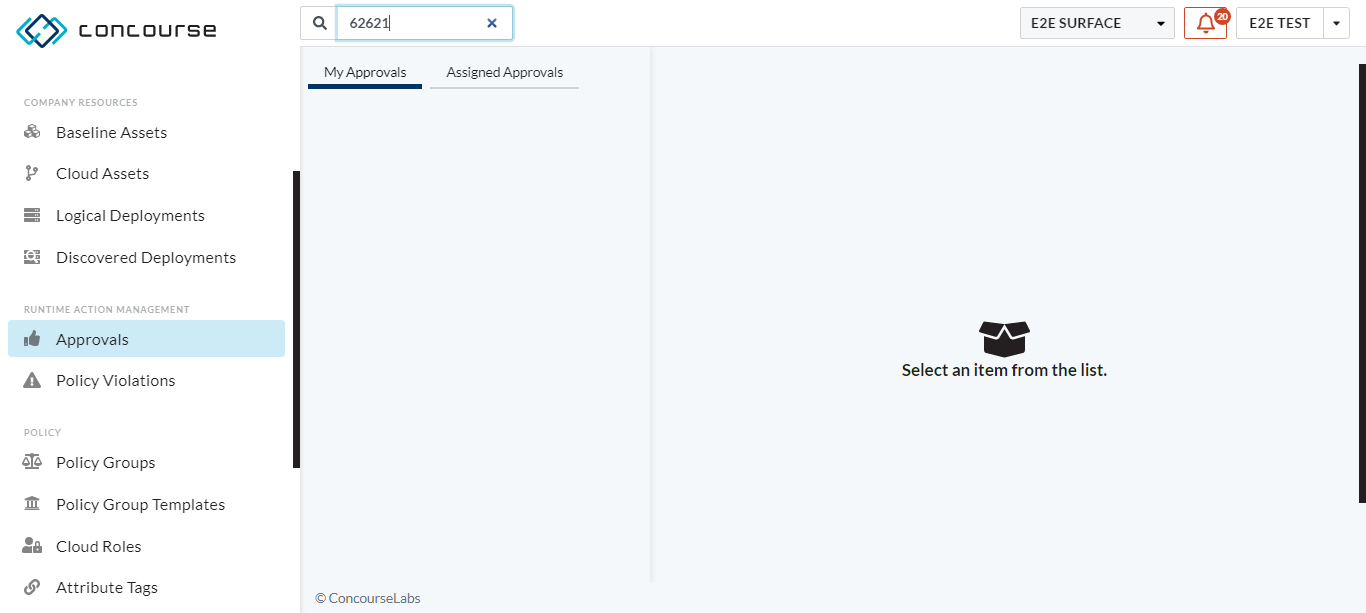 concourse
62621
E2E SURFACE
20
E2E TEST
My Approvals
Assigned Approvals
COMPANY RESOURCES
Baseline Assets
Cloud Assets
Logical Deployments
Discovered Deployments
RUNTIME ACTION MANAGEMENT
Approvals
Policy Violations
POLICY
Policy Groups
Policy Group Templates
Cloud Roles
Attribute Tags
Select an item from the list.
© ConcourseLabs